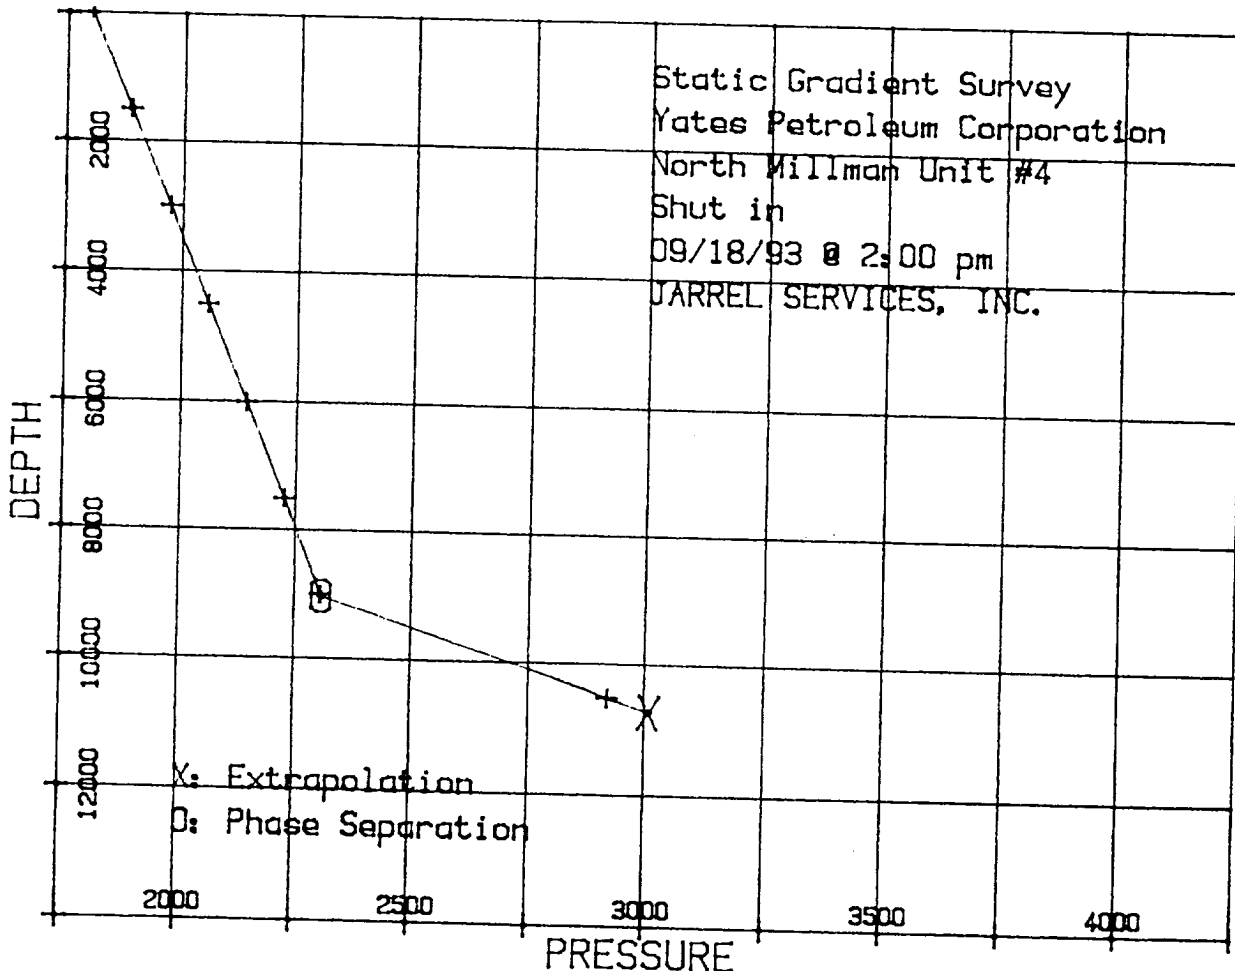 Static Gradient Survey
Yates Petroleum Corporation
North Millman Unit #4
Shut in
09/18/93 @ 2:00 pm
JARREL SERVICES, INC.
DEPTH
2000
4000
6000
8000
10000
12000
X: Extrapolation
O: Phase Separation
2000
2500
3000
3500
4000
PRESSURE